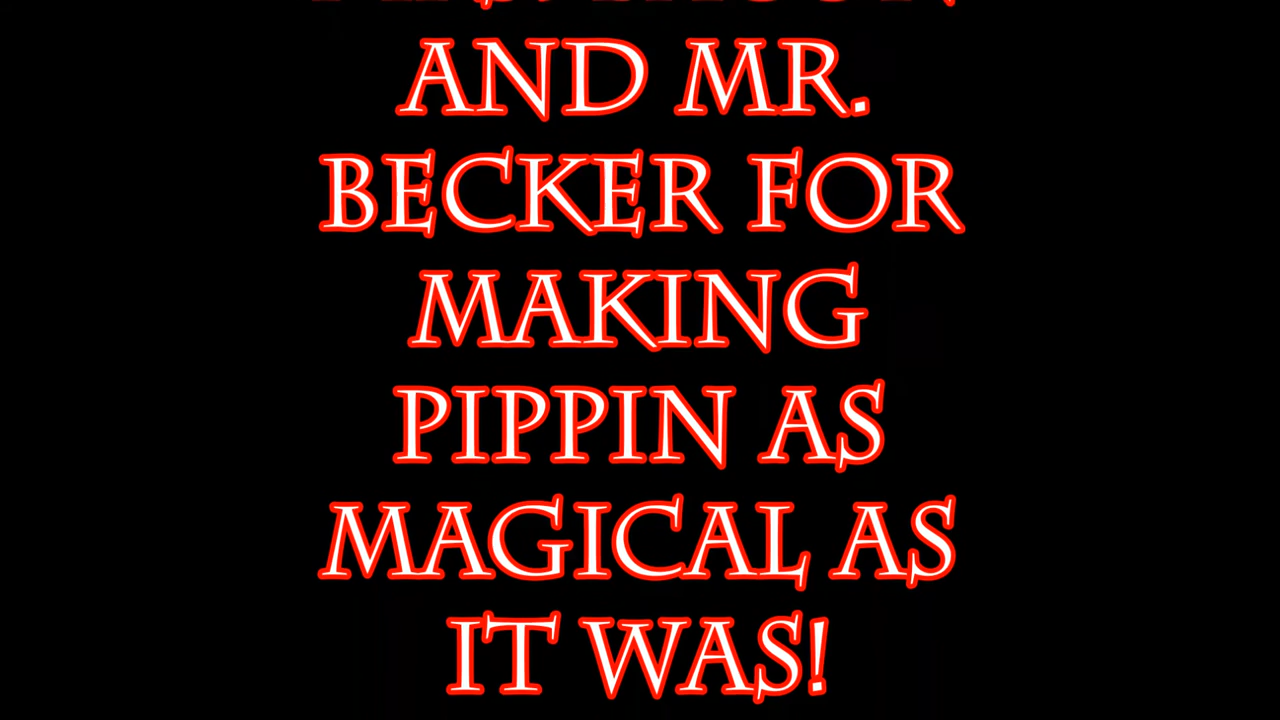 AND MR.
BECKER FOR
MAKING
PIPPIN AS
MAGICAL AS
IT WAS!